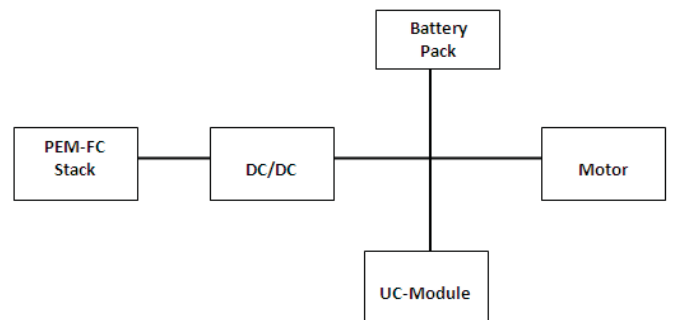 Battery
Pack
PEM-FC
Stack
DC/DC
Motor
UC-Module